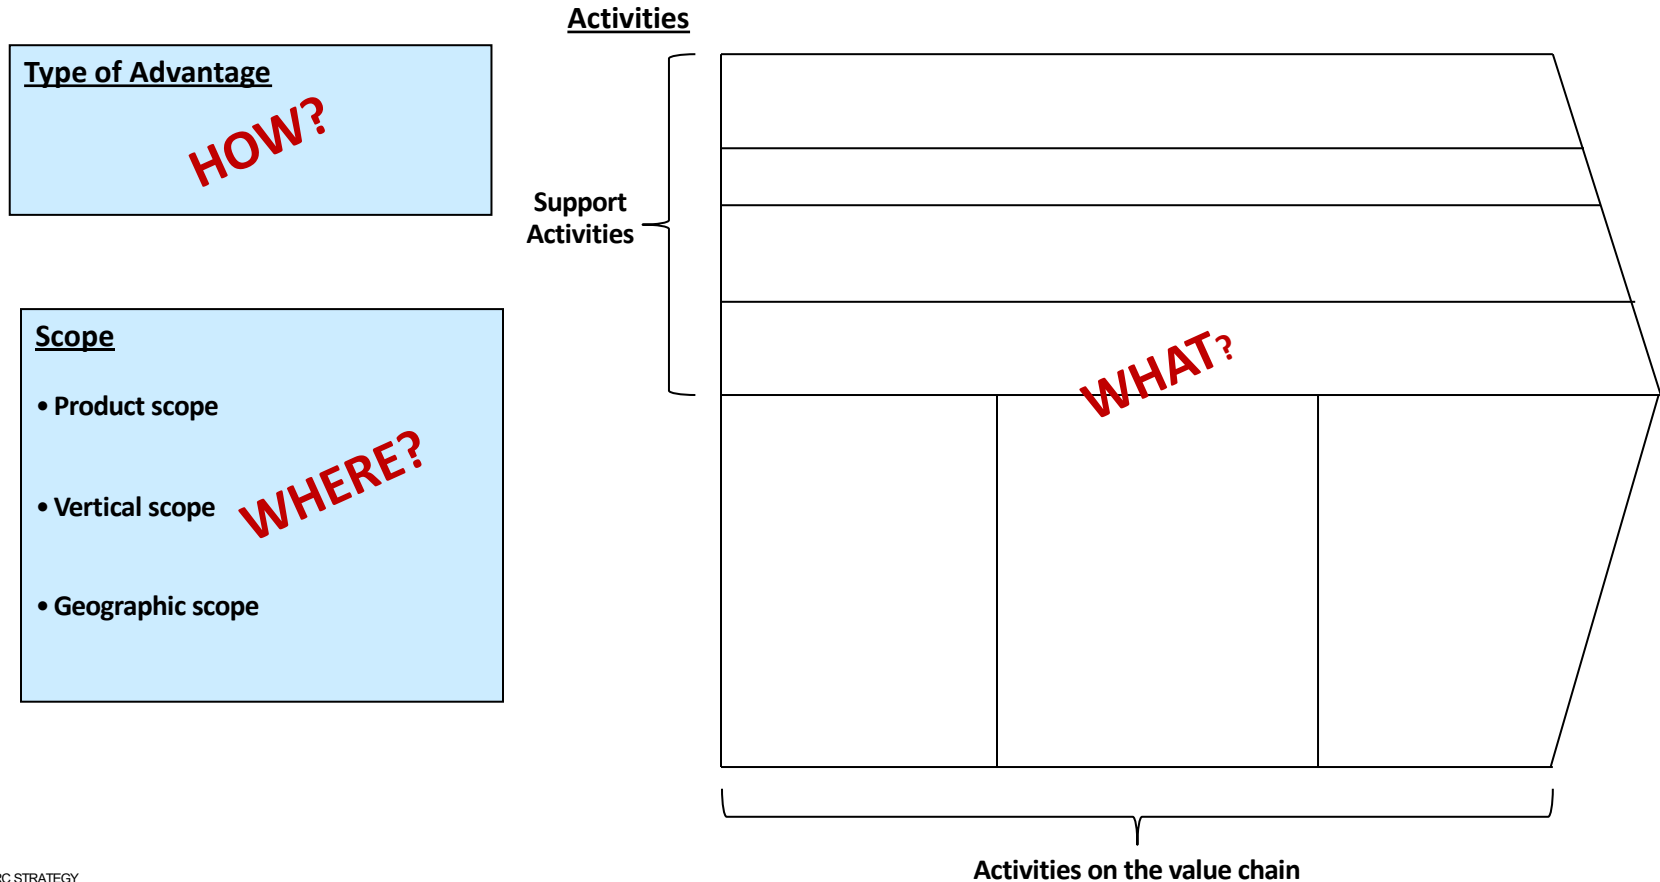 Activities
Type of Advantage
HOW?
Support
Activities
Scope
• Product scope
WHAT?
WHERE?
• Vertical scope
• Geographic scope
Activities on the value chain
STRATEGY